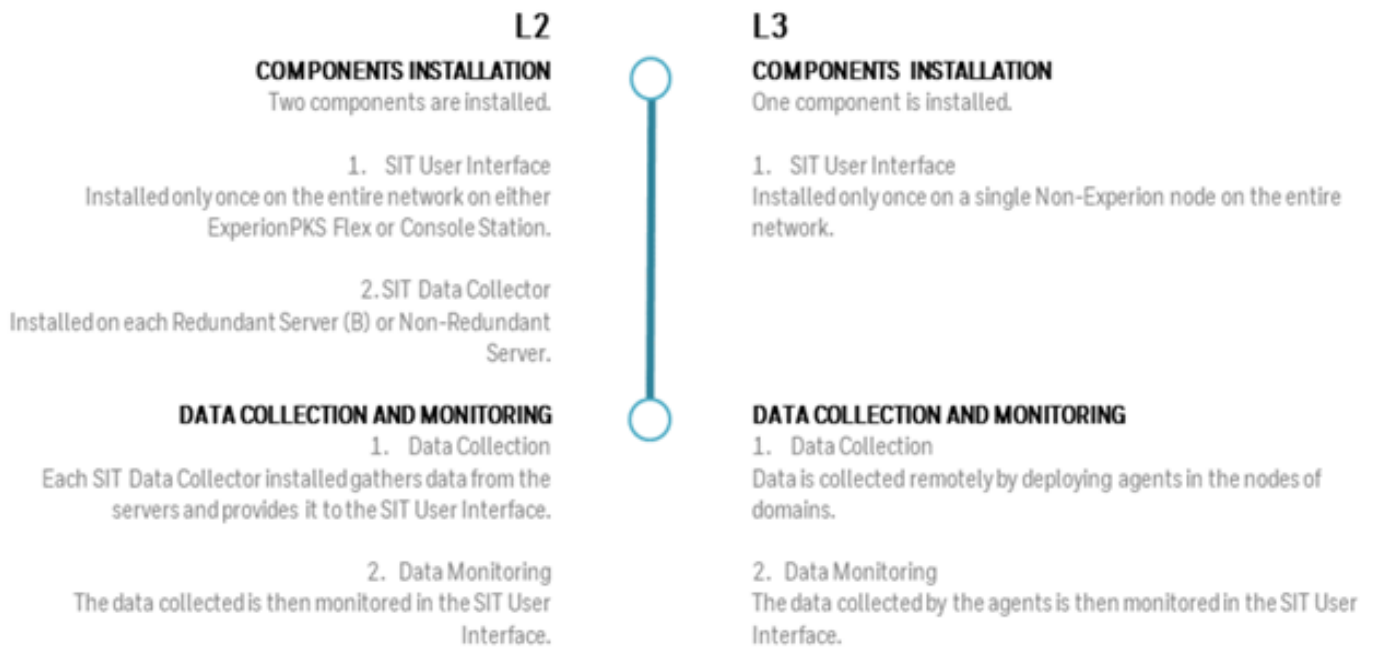 L2
COMPONENTS INSTALLATION
Two components are installed.
1. SIT User Interface
Installed only once on the entire network on either
ExperionPKS Flex or Console Station.
2. SIT Data Collector
Installed on each Redundant Server (B) or Non-Redundant
Server.
DATA COLLECTION AND MONITORING
1. Data Collection
Each SIT Data Collector installed gathers data from the
servers and provides it to the SIT User Interface.
2. Data Monitoring
The data collected is then monitored in the SIT User
Interface.
L3
COMPONENTS INSTALLATION
One component is installed.
1. SIT User Interface
Installed only once on a single Non-Experion node on the entire
network.
DATA COLLECTION AND MONITORING
1. Data Collection
Data is collected remotely by deploying agents in the nodes of
domains.
2. Data Monitoring
The data collected by the agents is then monitored in the SIT User
Interface.